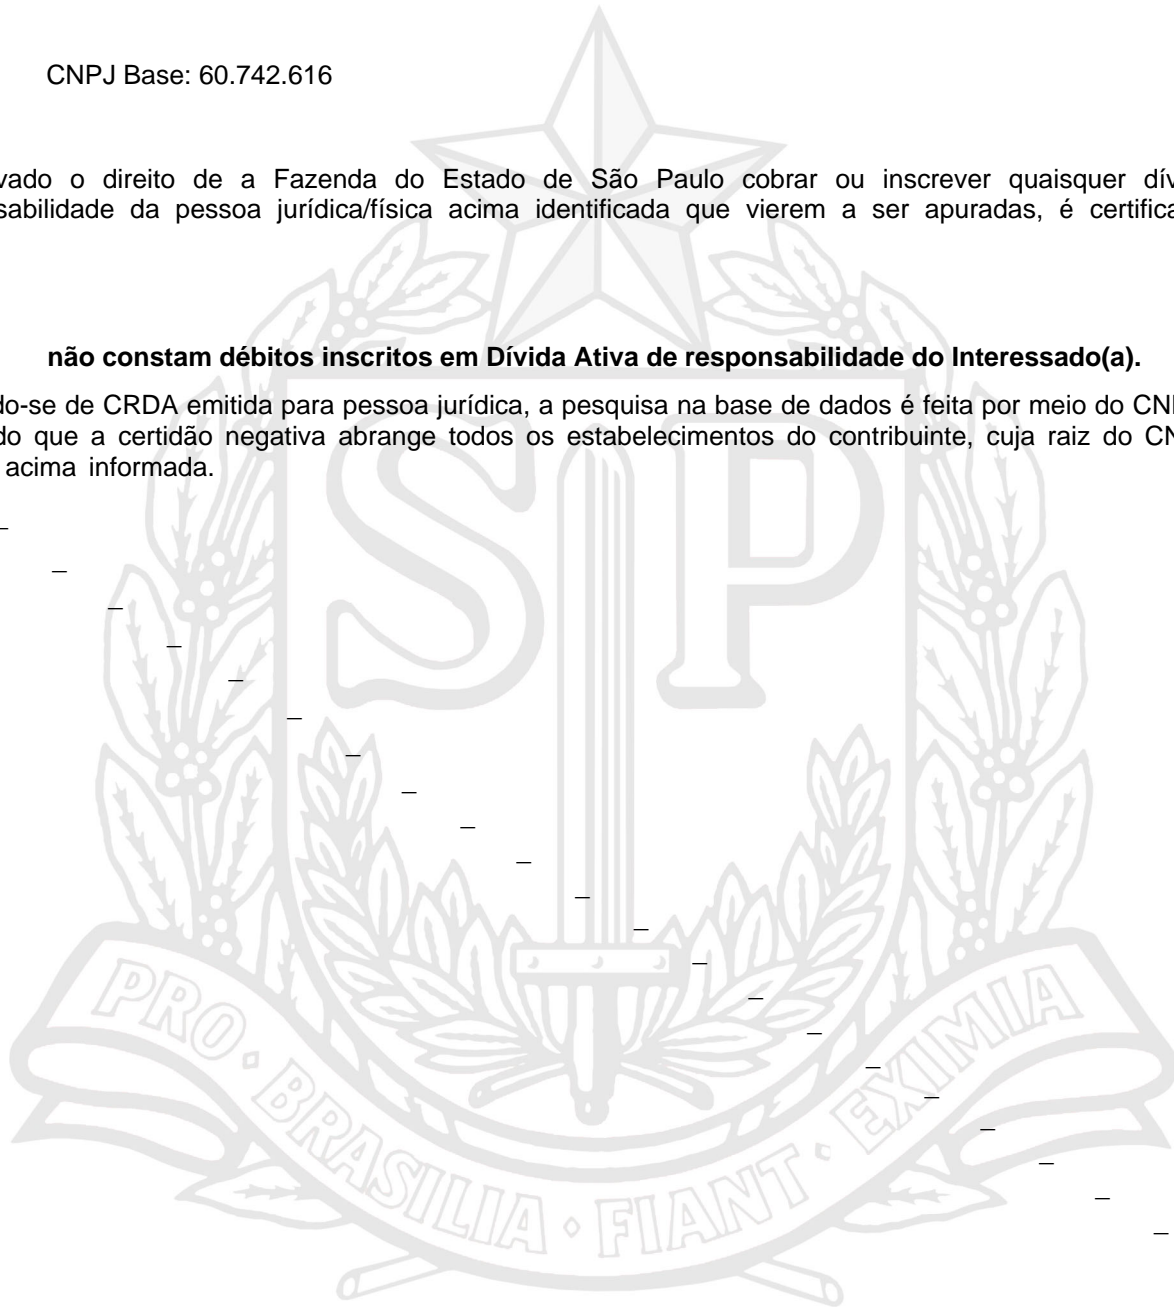 CNPJ Base: 60.742.616
vado o direito de a Fazenda do Estado de São Paulo cobrar ou inscrever quaisquer dív
sabilidade da pessoa jurídica/física acima identificada que vierem a ser apuradas, é certifica
não constam débitos inscritos em Dívida Ativa de responsabilidade do Interessado(a).
do-se de CRDA emitida para pessoa jurídica, a pesquisa na base de dados é feita por meio do CN
do que a certidão negativa abrange todos os estabelecimentos do contribuinte, cuja raiz do CN
acima informada.
SP
PRO • BRASILIA • FIANT • EXIMIA